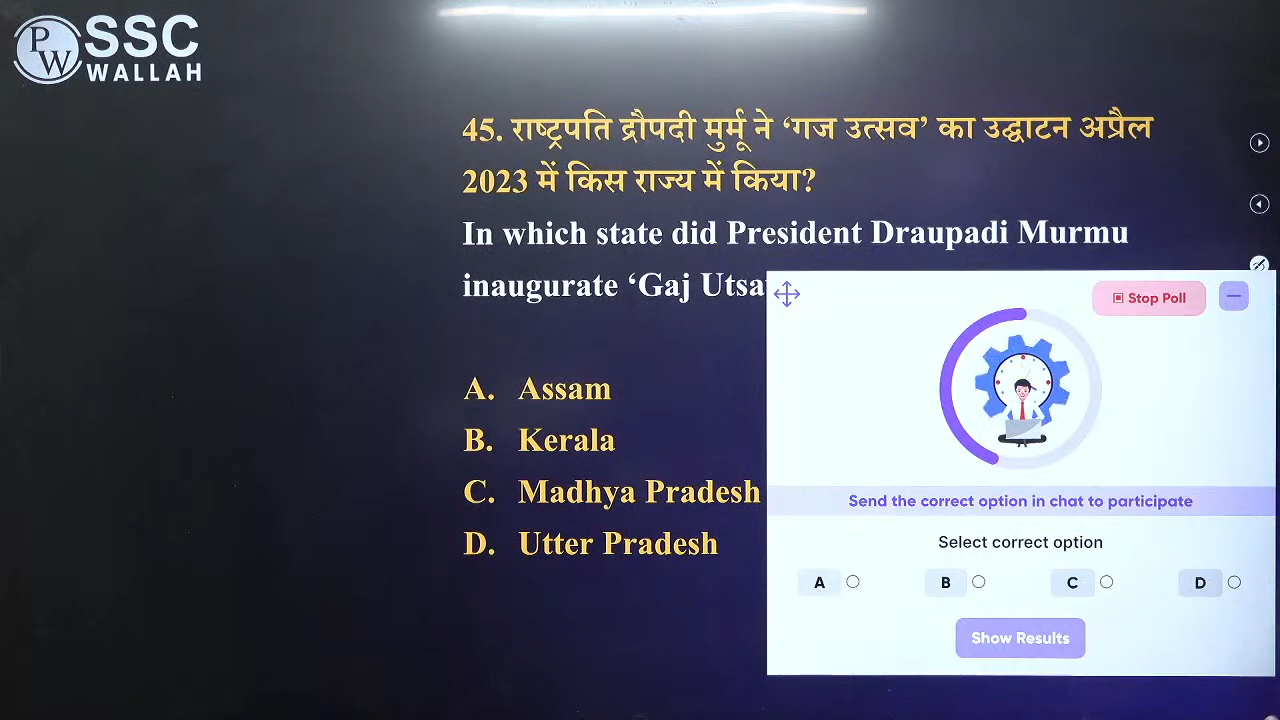 PW
SSC
WALLAH
45. राष्ट्रपति द्रौपदी मुर्मू ने ‘गज उत्सव’ का उद्घाटन अप्रैल
2023 में किस राज्य में किया?
In which state did President Draupadi Murmu
inaugurate ‘Gaj
A. Assam
B. Kerala
C. Madhya Pradesh
D. Utter Pradesh
Stop Poll
Send the correct option in chat to participate
Select correct option
A B C D
Show Results